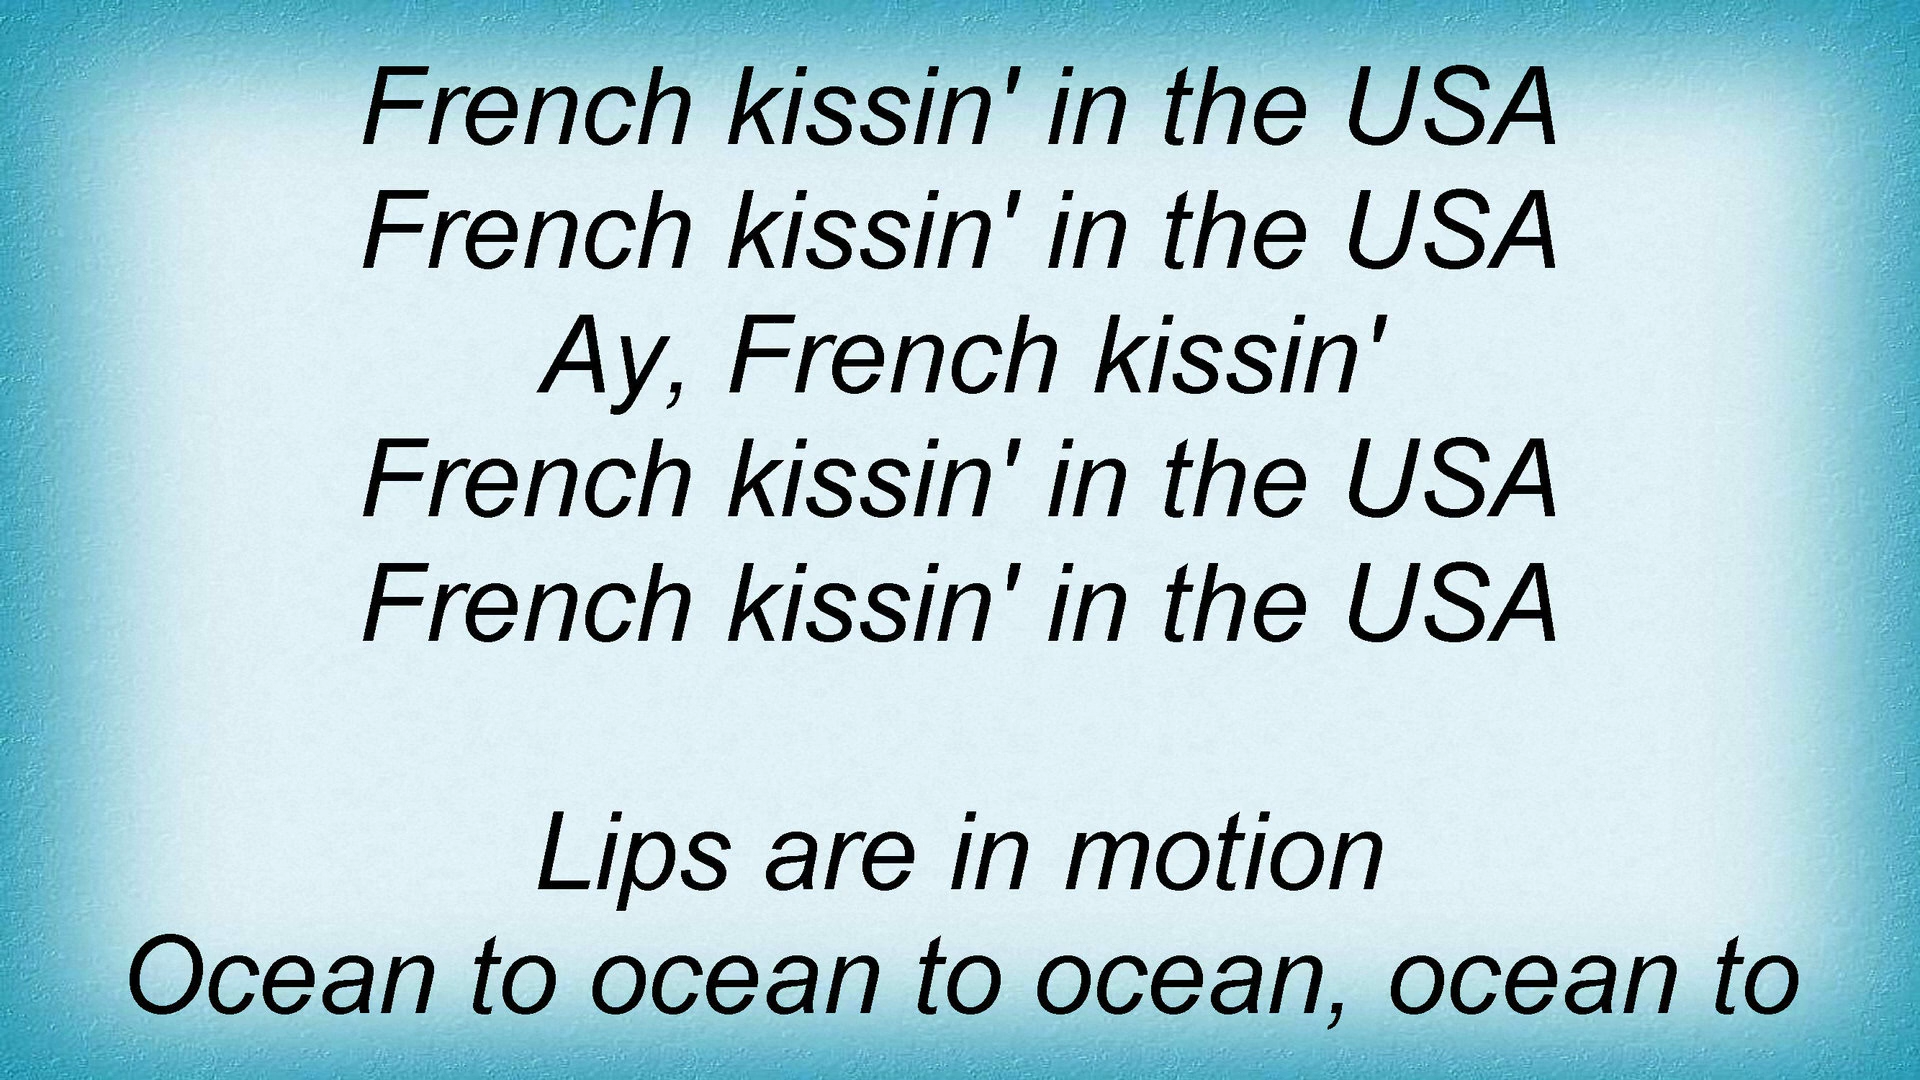 French kissin' in the USA
French kissin' in the USA
Ay, French kissin'
French kissin' in the USA
French kissin' in the USA
Lips are in motion
Ocean to ocean to ocean, ocean to